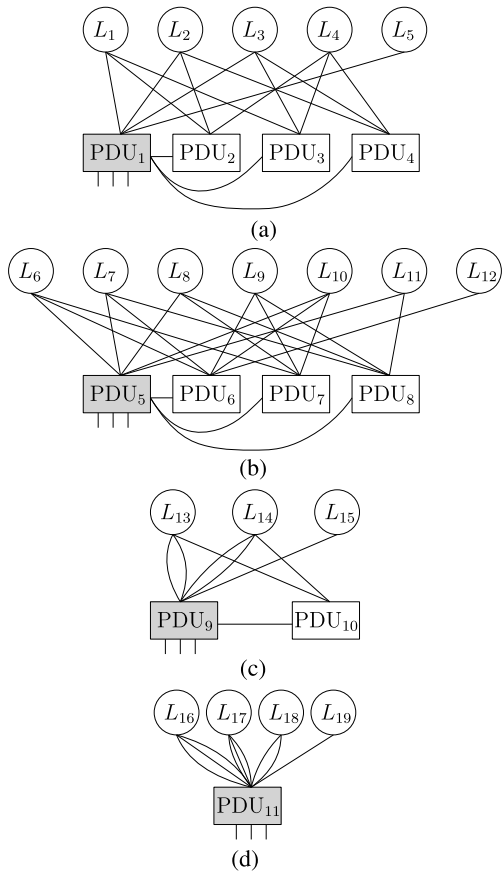 L₁ L₂ L₃ L₄ L₅
PDU₁ PDU₂ PDU₃ PDU₄
(a)
L₆ L₇ L₈ L₉ L₁₀ L₁₁ L₁₂
PDU₅ PDU₆ PDU₇ PDU₈
(b)
L₁₃ L₁₄ L₁₅
PDU₉ PDU₁₀
(c)
L₁₆ L₁₇ L₁₈ L₁₉
PDU₁₁
(d)